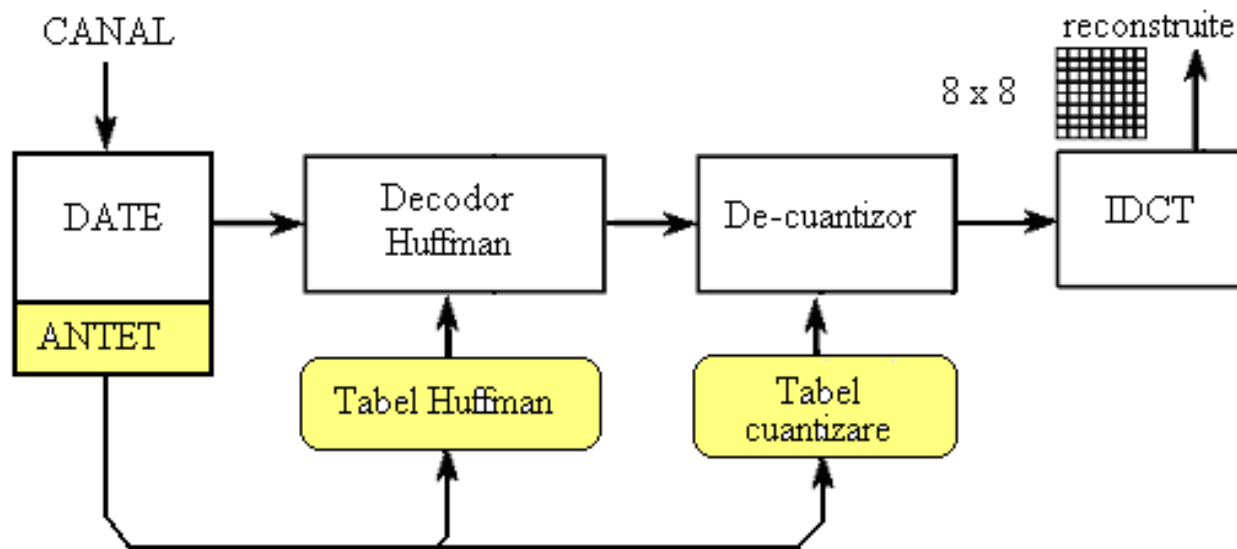 CANAL
reconstruite
8 x 8
DATE
Decodor
Huffman
De-cuantizor
IDCT
ANTET
Tabel Huffman
Tabel
cuantizare